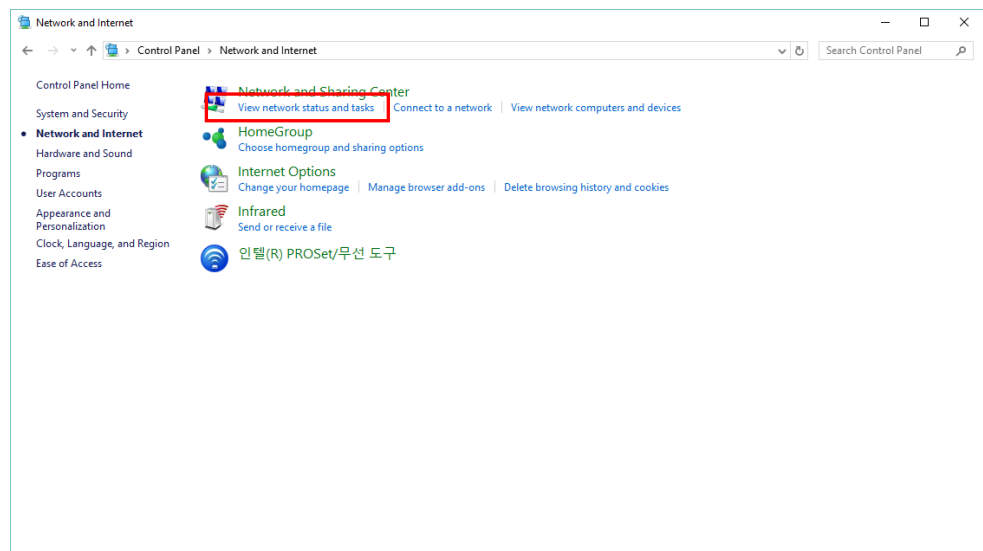 Network and Internet
Control Panel > Network and Internet
Search Control Panel
Control Panel Home
System and Security
Network and Internet
Hardware and Sound
Programs
User Accounts
Appearance and
Personalization
Clock, Language, and Region
Ease of Access
Network and Sharing Center
View network status and tasks | Connect to a network | View network computers and devices
HomeGroup
Choose homegroup and sharing options
Internet Options
Change your homepage | Manage browser add-ons | Delete browsing history and cookies
Infrared
Send or receive a file
인텔(R) PROSet/무선 도구